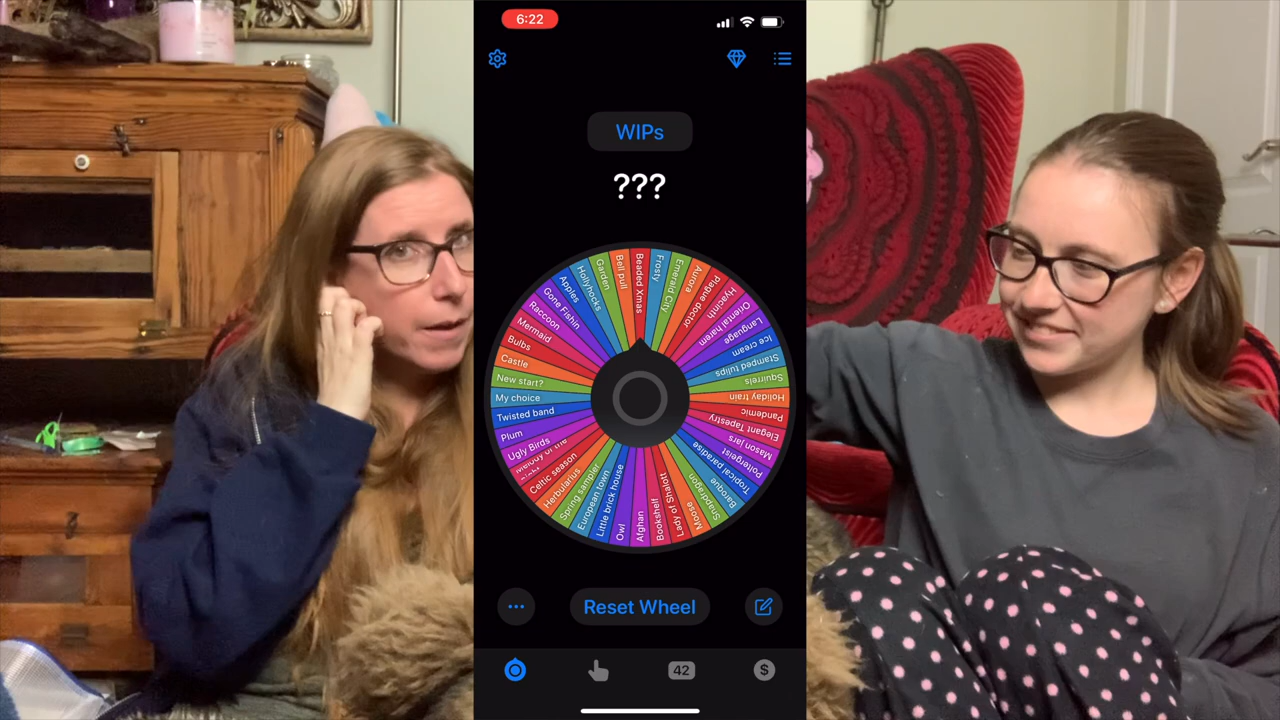 6:22
WIPs
???
Beaded Xmas
Frosty
Emerald City
Aurora
Plague doctor
Hyacinth
Oriental harem
Language
Ice cream
Stamped tulips
Squirrels
Holiday train
Pandemic
Elegant Tapestry
Mason jars
Poltergeist
Tropical paradise
Baroque
Snapdragon
Moose
Lady of Shalott
Bookshelf
Afghan
Owl
Little brick house
European town
Spring sampler
Herbularius
Celtic season
Ugly Birds
Plum
Twisted band
My choice
New start?
Castle
Bulbs
Mermaid
Raccoon
Gone Fishin
Apples
Hollyhocks
Garden
Bell pull
Reset Wheel
42
$